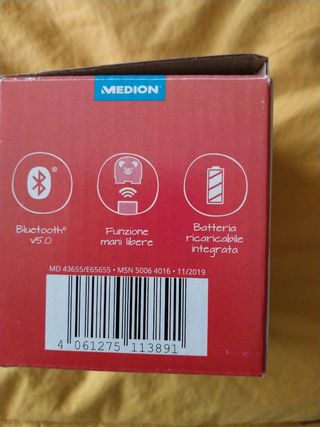 MEDION®
Bluetooth®
v5.0
Funzione
mani libere
Batteria
ricaricabile
integrata
MD 43655/E65655 • MSN 5006 4016 • 11/2019
4 061275 113891